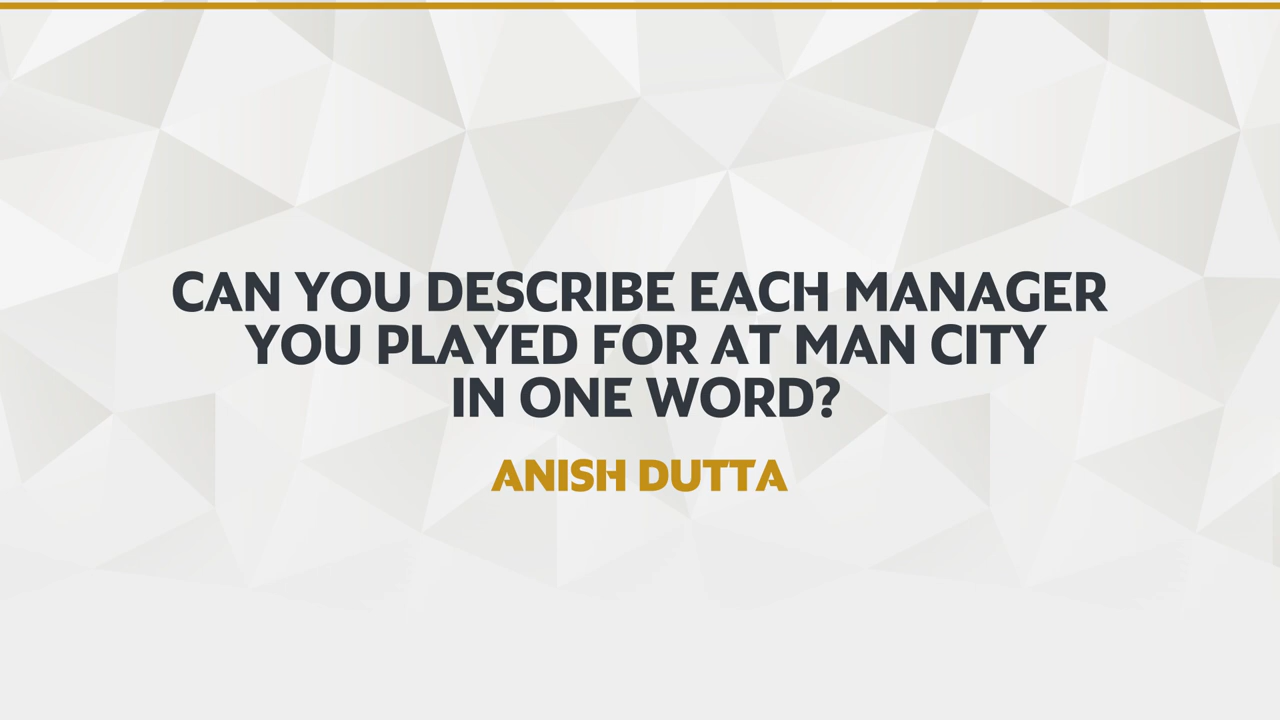 CAN YOU DESCRIBE EACH MANAGER
YOU PLAYED FOR AT MAN CITY
IN ONE WORD?
ANISH DUTTA